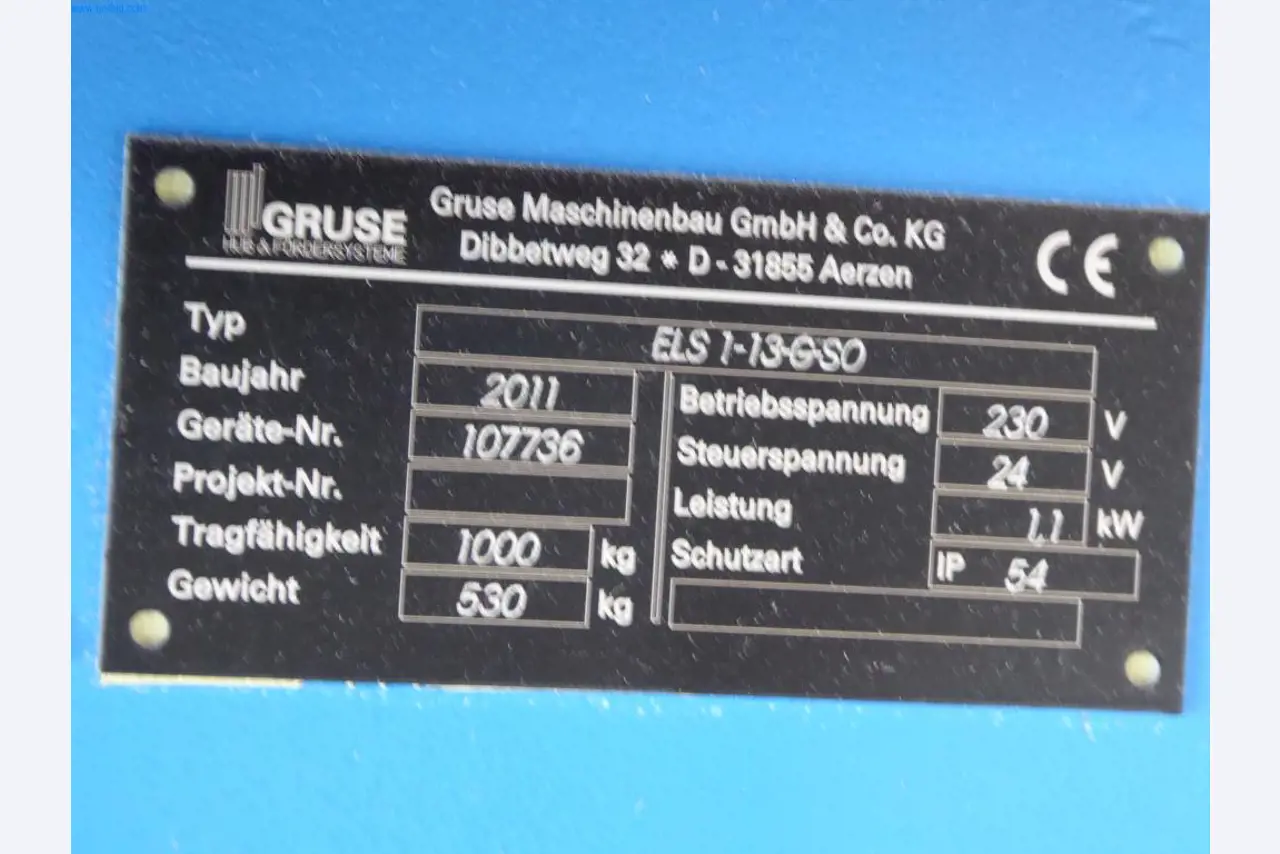 GRUSE
HUB & FÖRDERSYSTEME
Gruse Maschinenbau GmbH & Co. KG
Dibbetweg 32 * D - 31855 Aerzen
CE
Typ ELS 1-13-G-SO
Baujahr 2011
Geräte-Nr. 107736
Projekt-Nr.
Tragfähigkeit 1000 kg
Gewicht 530 kg
Betriebsspannung 230 V
Steuerspannung 24 V
Leistung 1.1 kW
Schutzart IP 54